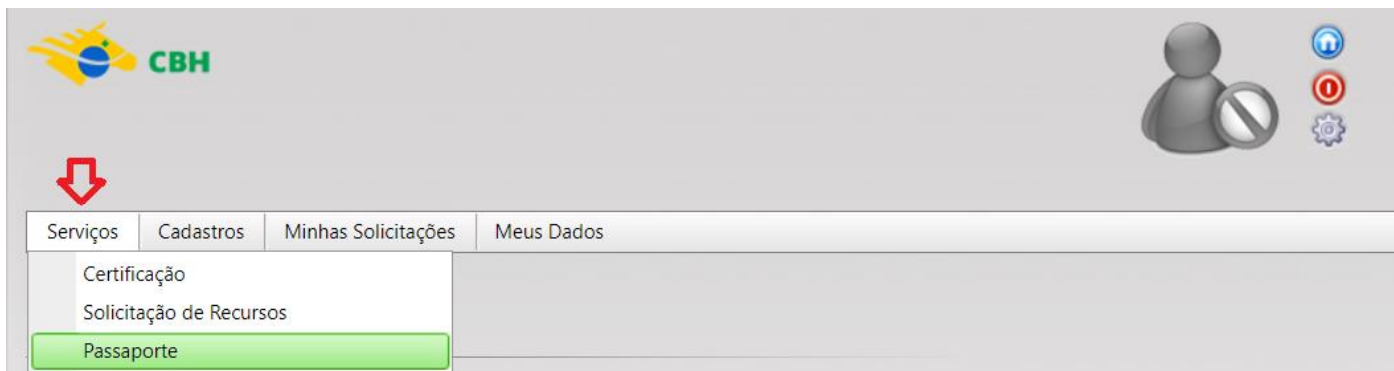 CBH
Serviços Cadastros Minhas Solicitações Meus Dados
Certificação
Solicitação de Recursos
Passaporte